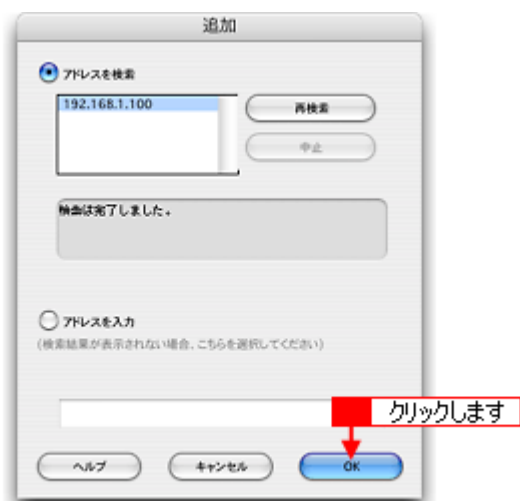 追加
アドレスを検索
192.168.1.100
再検索
中止
検索は完了しました。
アドレスを入力
(検索結果が表示されない場合、こちらを選択してください)
クリックします
ヘルプ
キャンセル
OK